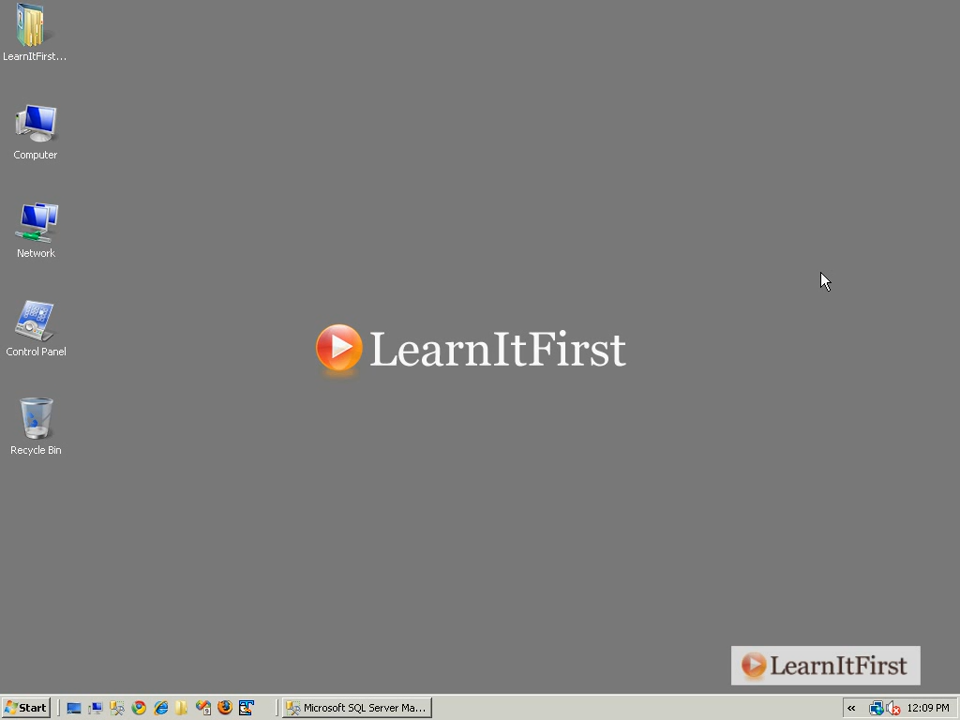 LearnItFirst...
Computer
Network
Control Panel
Recycle Bin
LearnItFirst
LearnItFirst
Start
Microsoft SQL Server Ma...
12:09 PM